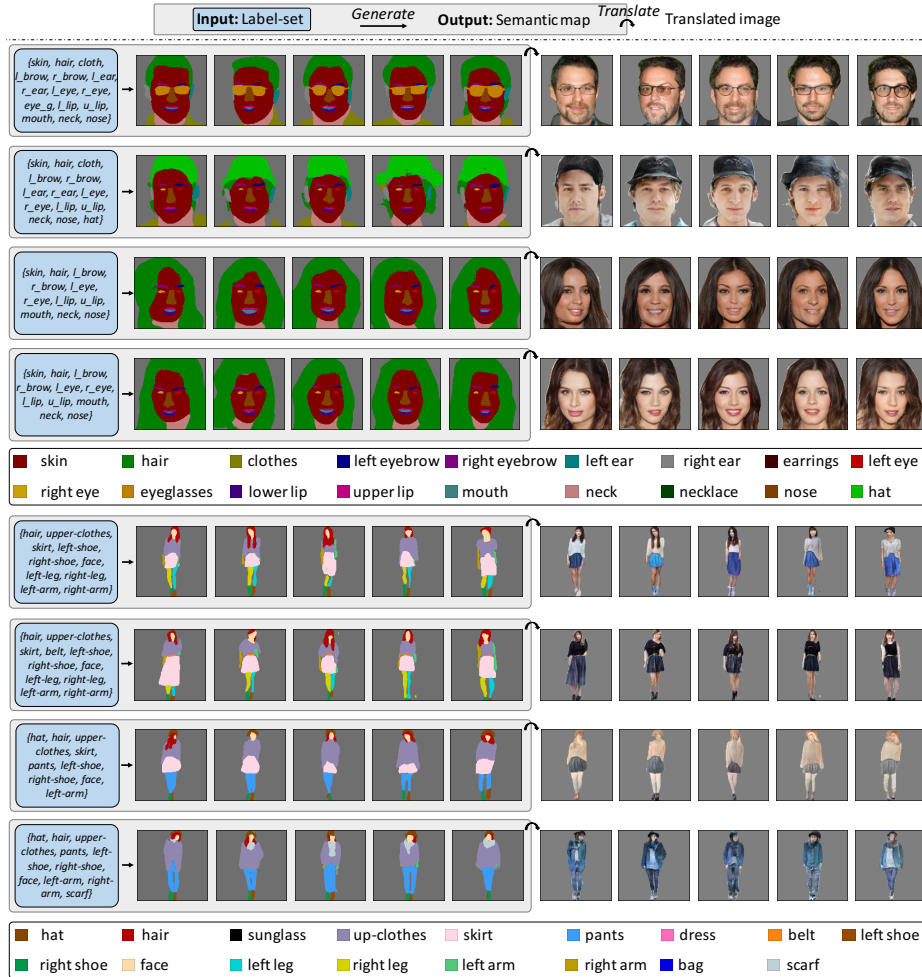 Input: Label-set Generate Output: Semantic map Translate Translated image
{skin, hair, cloth,
l_brow, r_brow, l_ear,
r_ear, l_eye, r_eye,
eye_g, l_lip, u_lip,
mouth, neck, nose}
{skin, hair, cloth,
l_brow, r_brow,
l_ear, r_ear, l_eye,
r_eye, l_lip, u_lip,
neck, nose, hat}
{skin, hair, l_brow,
r_brow, l_eye,
r_eye, l_lip, u_lip,
mouth, neck, nose}
{skin, hair, l_brow,
r_brow, l_eye, r_eye,
l_lip, u_lip, mouth,
neck, nose}
skin hair clothes left eyebrow right eyebrow left ear right ear earrings left eye
right eye eyeglasses lower lip upper lip mouth neck necklace nose hat
{hair, upper-clothes,
skirt, left-shoe,
right-shoe, face,
left-leg, right-leg,
left-arm, right-arm}
{hair, upper-clothes,
skirt, belt, left-shoe,
right-shoe, face,
left-leg, right-leg,
left-arm, right-arm}
{hat, hair, upper-
clothes, skirt,
pants, left-shoe,
right-shoe, face,
left-arm}
{hat, hair, upper-
clothes, pants, left-
shoe, right-shoe,
face, left-arm, right-
arm, scarf}
hat hair sunglass up-clothes skirt pants dress belt left shoe
right shoe face left leg right leg left arm right arm bag scarf